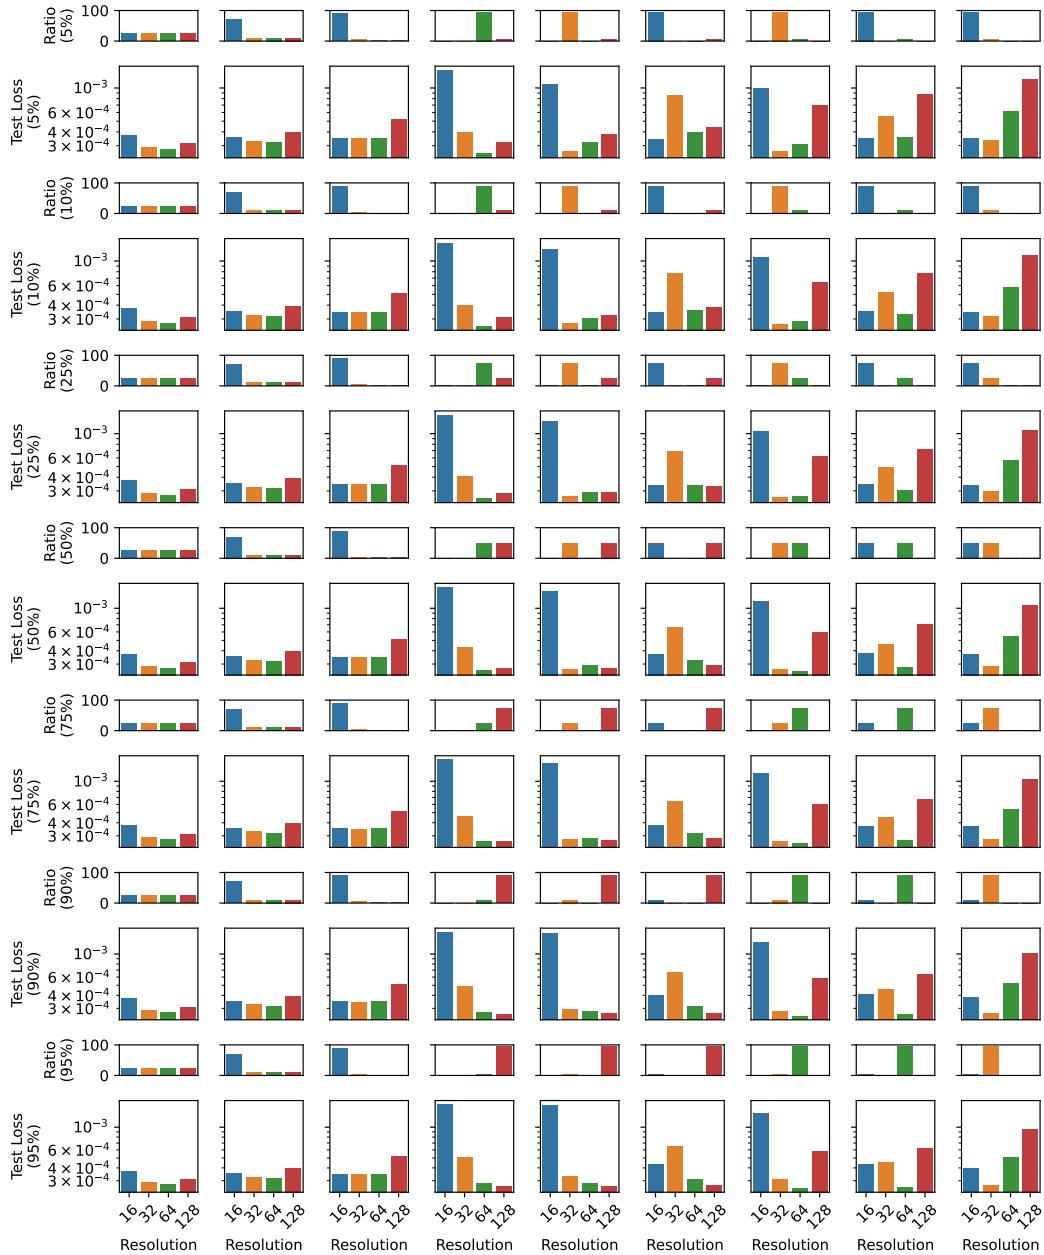 Ratio
(5%)
100
0
Test Loss
(5%)
10⁻³
6 × 10⁻⁴
4 × 10⁻⁴
3 × 10⁻⁴
Ratio
(10%)
100
0
Test Loss
(10%)
10⁻³
6 × 10⁻⁴
4 × 10⁻⁴
3 × 10⁻⁴
Ratio
(25%)
100
0
Test Loss
(25%)
10⁻³
6 × 10⁻⁴
4 × 10⁻⁴
3 × 10⁻⁴
Ratio
(50%)
100
0
Test Loss
(50%)
10⁻³
6 × 10⁻⁴
4 × 10⁻⁴
3 × 10⁻⁴
Ratio
(75%)
100
0
Test Loss
(75%)
10⁻³
6 × 10⁻⁴
4 × 10⁻⁴
3 × 10⁻⁴
Ratio
(90%)
100
0
Test Loss
(90%)
10⁻³
6 × 10⁻⁴
4 × 10⁻⁴
3 × 10⁻⁴
Ratio
(95%)
100
0
Test Loss
(95%)
10⁻³
6 × 10⁻⁴
4 × 10⁻⁴
3 × 10⁻⁴
16 32 64 128 16 32 64 128 16 32 64 128 16 32 64 128 16 32 64 128 16 32 64 128 16 32 64 128 16 32 64 128 16 32 64 128
Resolution Resolution Resolution Resolution Resolution Resolution Resolution Resolution Resolution